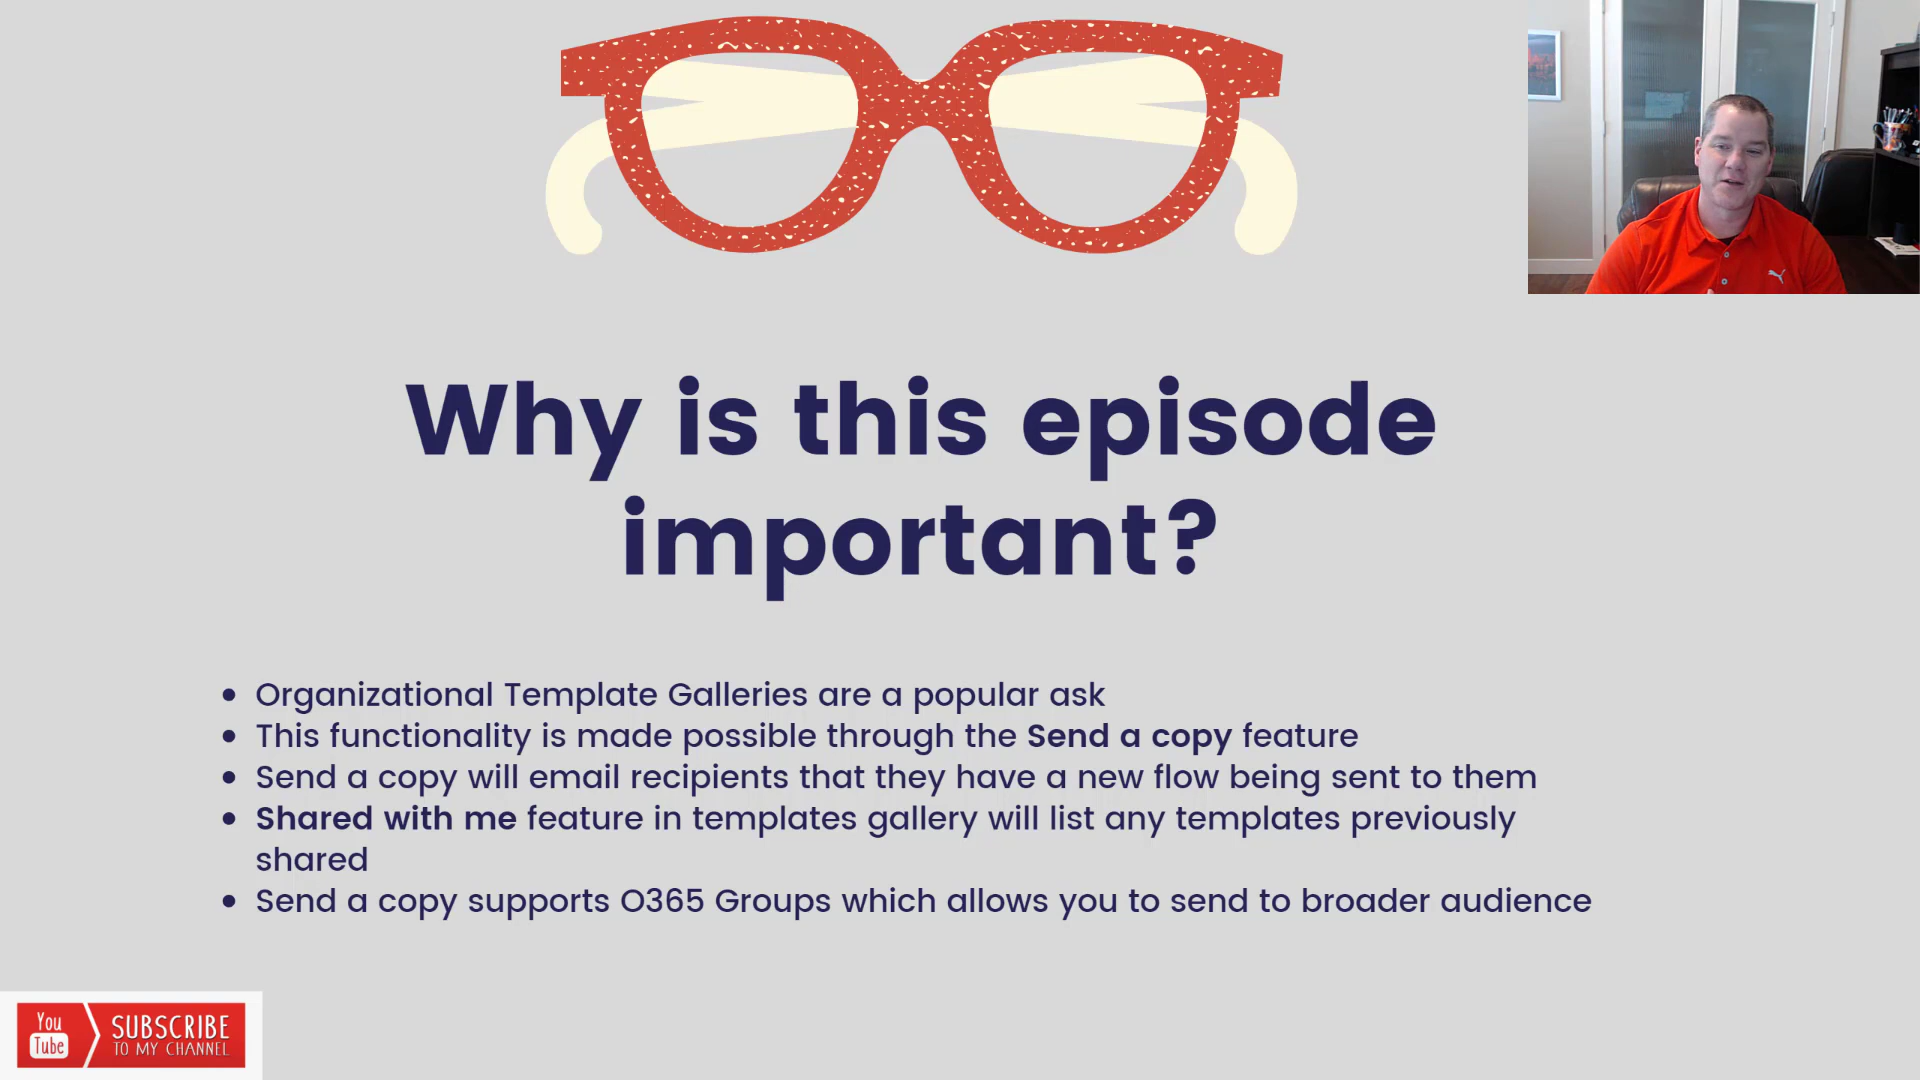 Why is this episode
important?
Organizational Template Galleries are a popular ask
This functionality is made possible through the Send a copy feature
Send a copy will email recipients that they have a new flow being sent to them
Shared with me feature in templates gallery will list any templates previously
shared
Send a copy supports O365 Groups which allows you to send to broader audience
You
Tube
SUBSCRIBE
TO MY CHANNEL